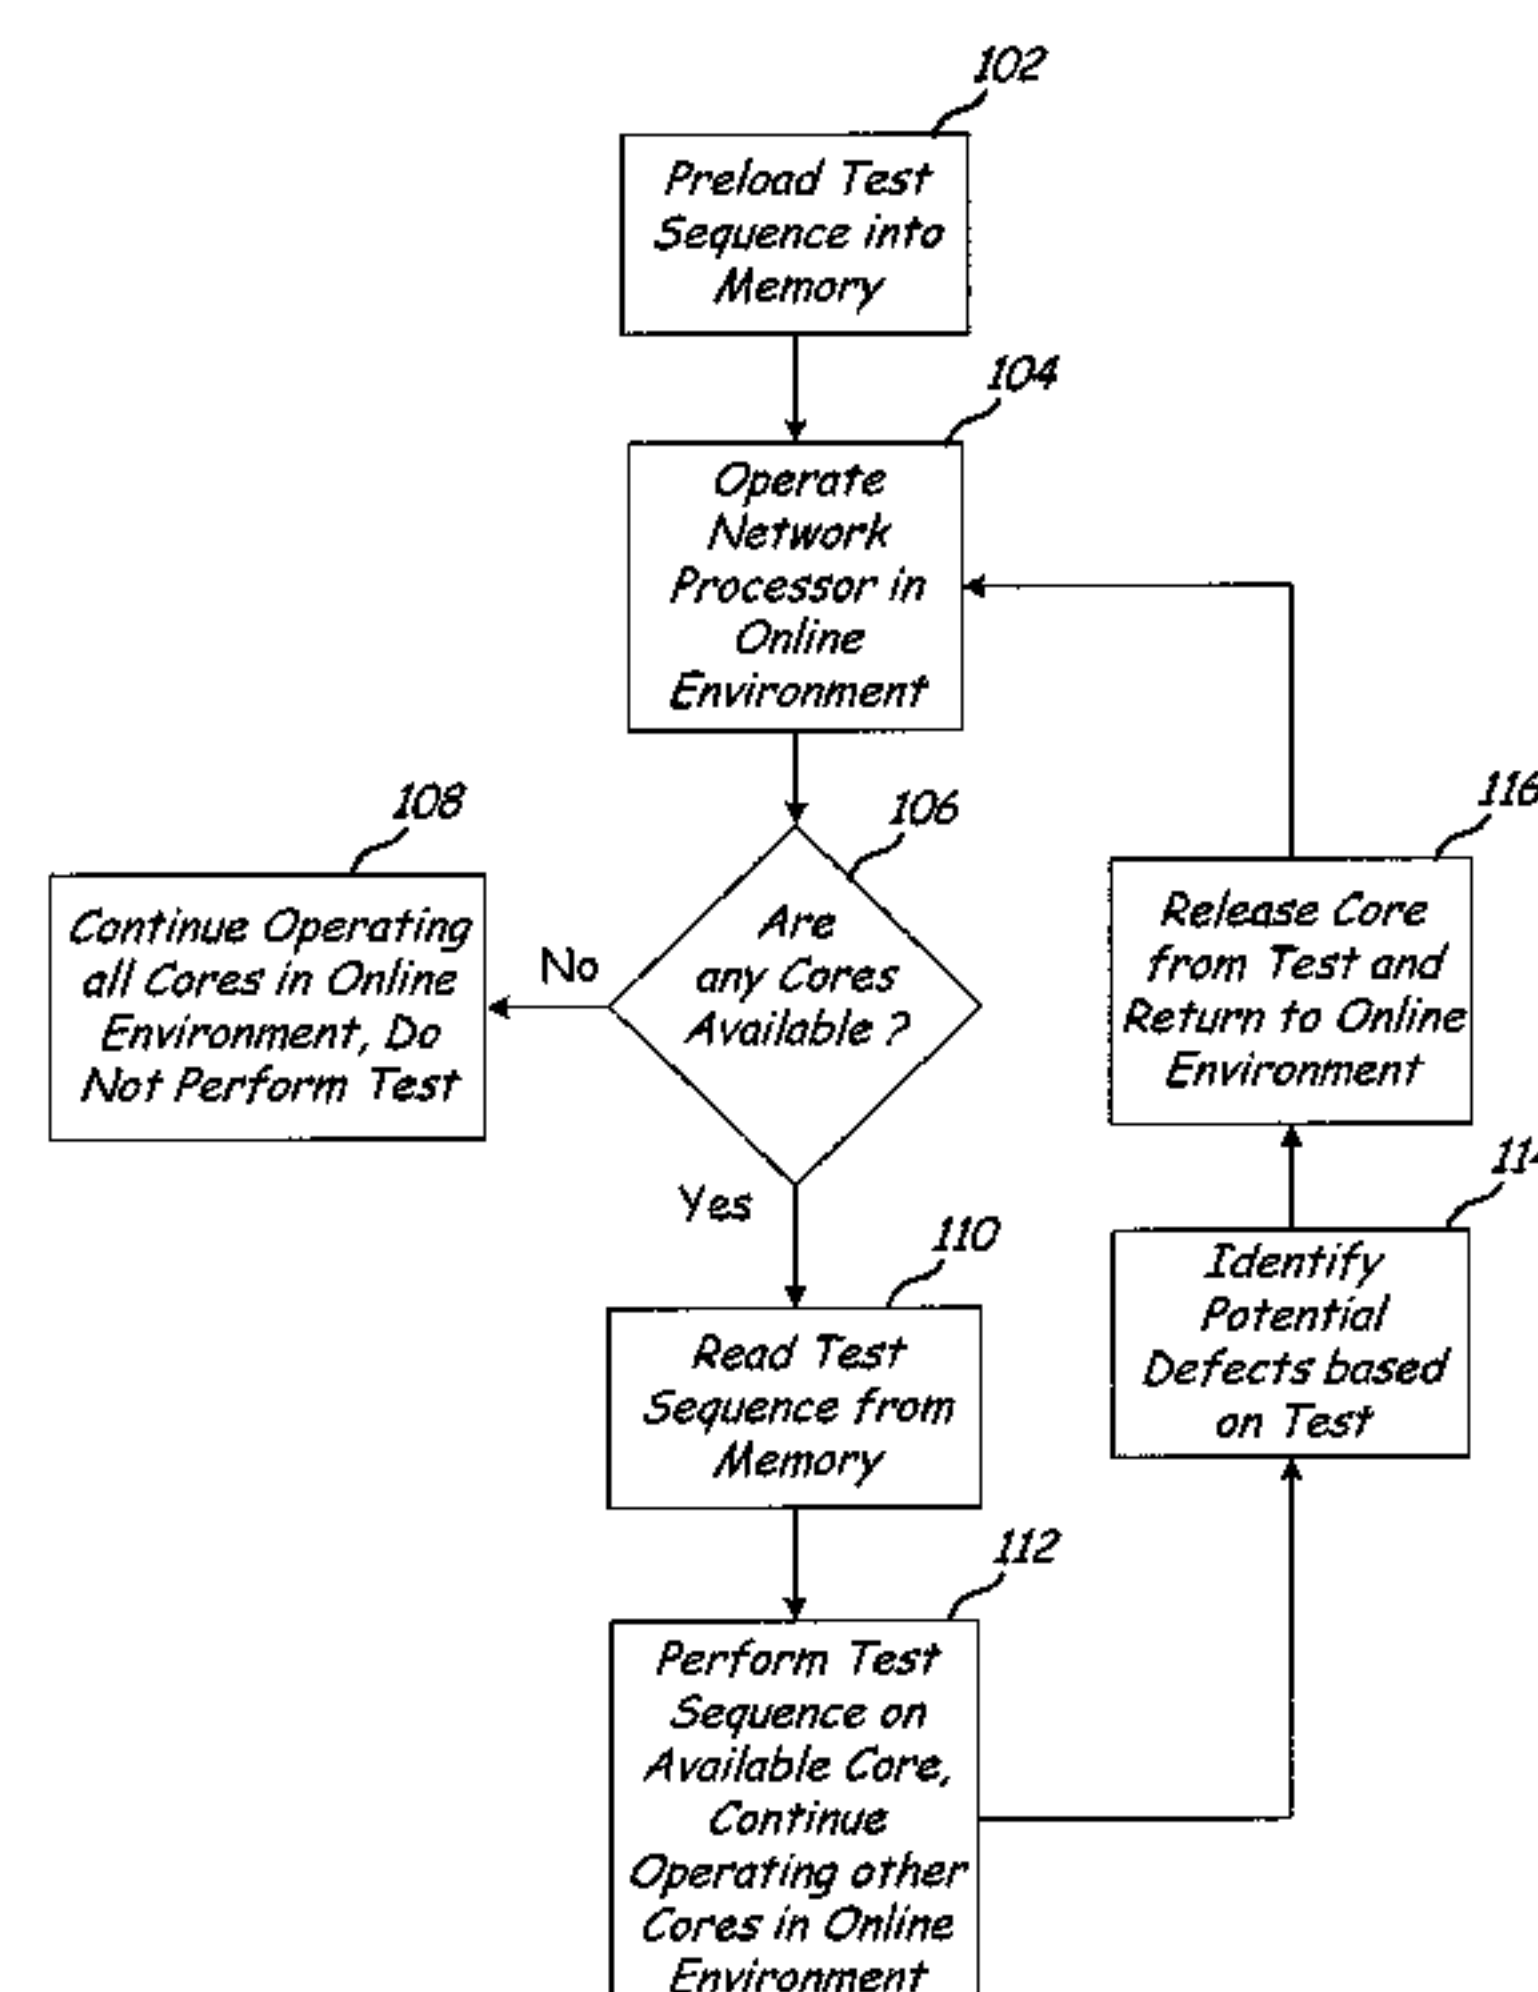 102
Preload Test
Sequence into
Memory
104
Operate
Network
Processor in
Online
Environment
106
Are
any Cores
Available ?
No
108
Continue Operating
all Cores in Online
Environment, Do
Not Perform Test
Yes
110
Read Test
Sequence from
Memory
112
Perform Test
Sequence on
Available Core,
Continue
Operating other
Cores in Online
Environment
114
Identify
Potential
Defects based
on Test
116
Release Core
from Test and
Return to Online
Environment